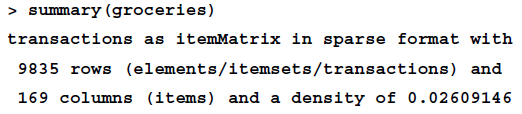 > summary(groceries)
transactions as itemMatrix in sparse format with
9835 rows (elements/itemsets/transactions) and
169 columns (items) and a density of 0.02609146